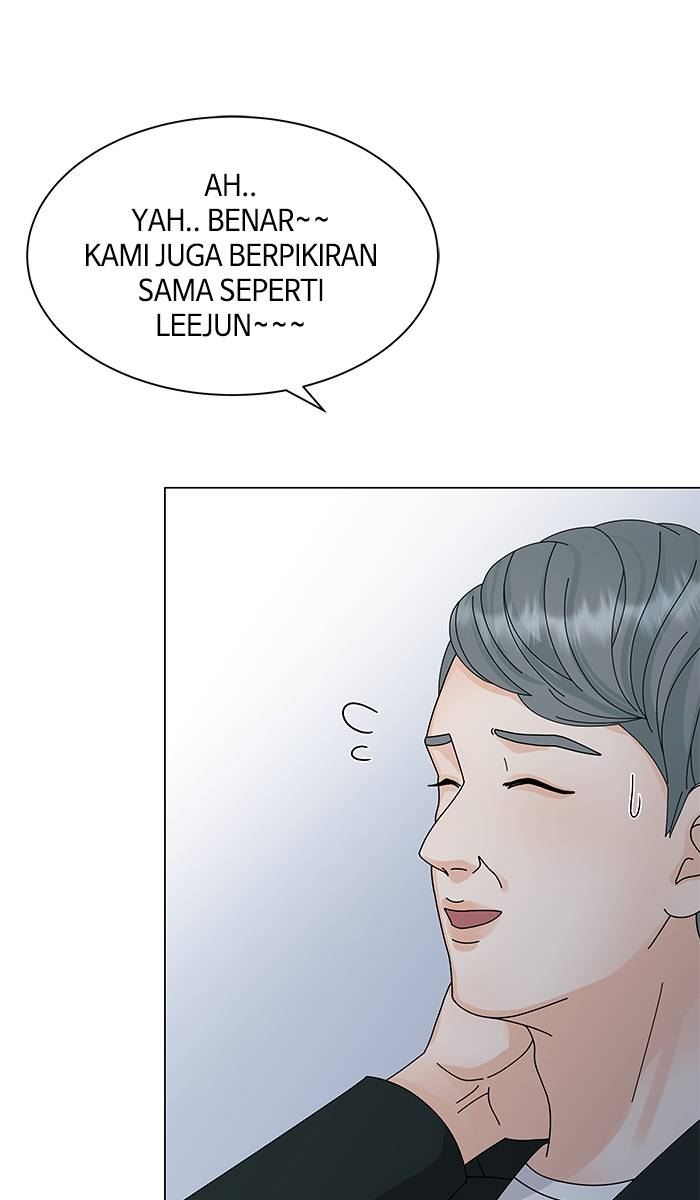 AH..
YAH.. BENAR~~
KAMI JUGA BERPIKIRAN
SAMA SEPERTI
LEEJUN~~~